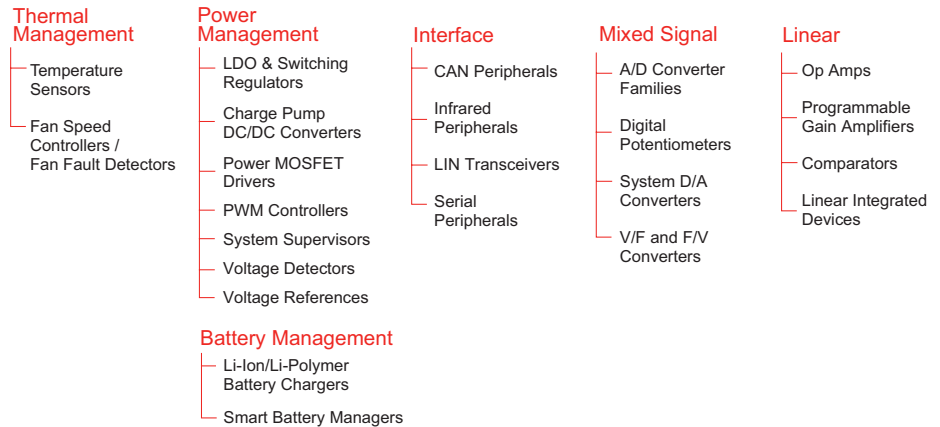 Thermal
Management
Temperature
Sensors
Fan Speed
Controllers /
Fan Fault Detectors
Power
Management
LDO & Switching
Regulators
Charge Pump
DC/DC Converters
Power MOSFET
Drivers
PWM Controllers
System Supervisors
Voltage Detectors
Voltage References
Battery Management
Li-Ion/Li-Polymer
Battery Chargers
Smart Battery Managers
Interface
CAN Peripherals
Infrared
Peripherals
LIN Transceivers
Serial
Peripherals
Mixed Signal
A/D Converter
Families
Digital
Potentiometers
System D/A
Converters
V/F and F/V
Converters
Linear
Op Amps
Programmable
Gain Amplifiers
Comparators
Linear Integrated
Devices